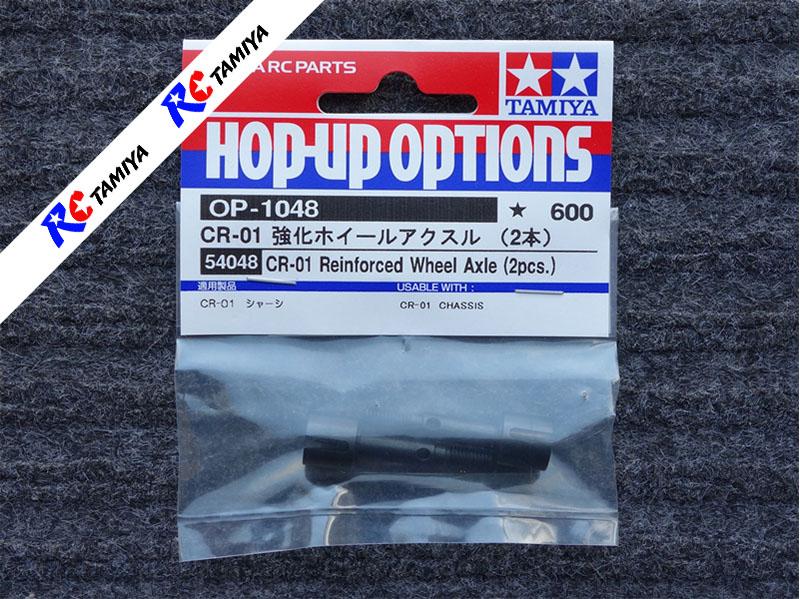 RC TAMIYA
RC TAMIYA
A RC PARTS
TAMIYA
HOP-UP OPTIONS
OP-1048 ★ 600
CR-01 強化ホイールアクスル (2本)
54048 CR-01 Reinforced Wheel Axle (2pcs.)
適用製品 USABLE WITH :
CR-01 シャーシ CR-01 CHASSIS